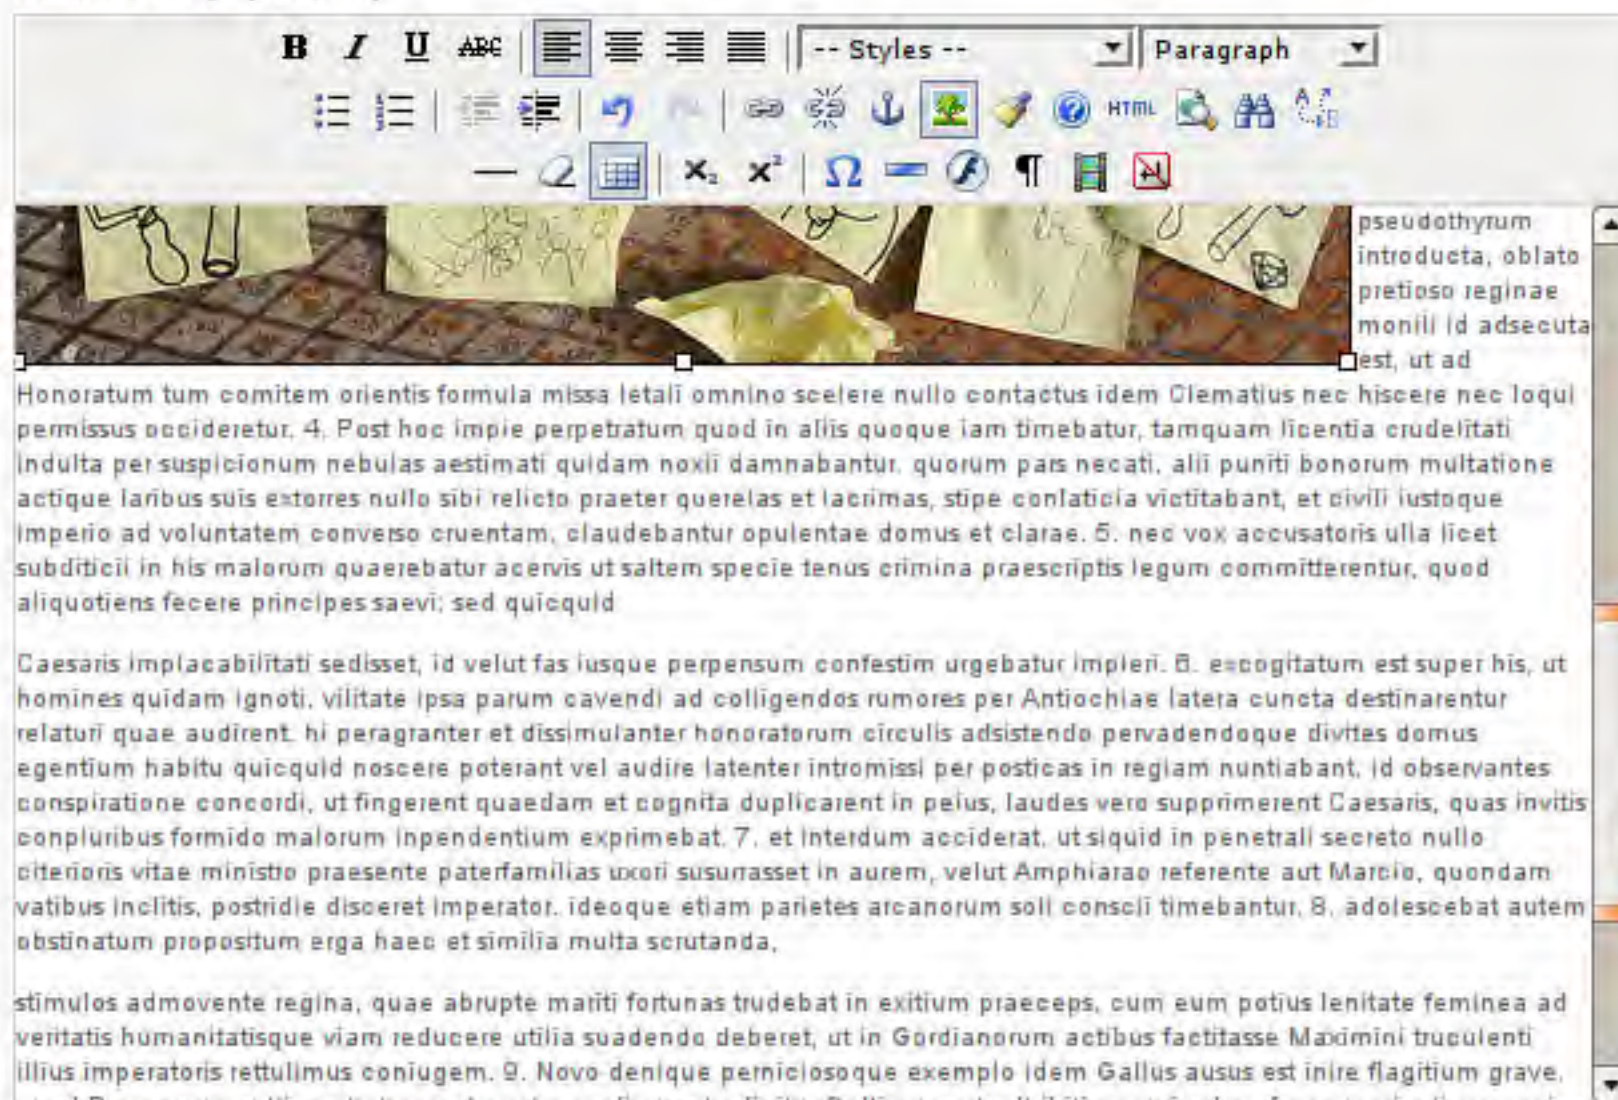 B I U ABC -- Styles -- Paragraph
HTML A B
x₂ x² Ω ¶
pseudothyrum
introducta, oblato
pretioso reginae
monili id adsecuta
est, ut ad
Honoratum tum comitem orientis formula missa letali omnino scelere nullo contactus idem Clematius nec hiscere nec loqui
permissus occideretur. 4. Post hoc impie perpetratum quod in aliis quoque iam timebatur, tamquam licentia crudelitati
indulta per suspicionum nebulas aestimati quidam noxii damnabantur. quorum pars necati, alii puniti bonorum multatione
actique laribus suis extorres nullo sibi relicto praeter querelas et lacrimas, stipe conlaticia victitabant, et civili iustoque
imperio ad voluntatem converso cruentam, claudebantur opulentae domus et clarae. 5. nec vox accusatoris ulla licet
subditicii in his malorum quaerebatur acervis ut saltem specie tenus crimina praescriptis legum committerentur, quod
aliquotiens fecere principes saevi: sed quicquid
Caesaris implacabilitati sedisset, id velut fas iusque perpensum confestim urgebatur impleri. 6. excogitatum est super his, ut
homines quidam ignoti, vilitate ipsa parum cavendi ad colligendos rumores per Antiochiae latera cuncta destinarentur
relaturi quae audirent. hi peragranter et dissimulanter honoratorum circulis adsistendo pervadendoque divites domus
egentium habitu quicquid noscere poterant vel audire latenter intromissi per posticas in regiam nuntiabant, id observantes
conspiratione concordi, ut fingerent quaedam et cognita duplicarent in peius, laudes vero supprimerent Caesaris, quas invitis
conpluribus formido malorum inpendentium exprimebat. 7. et interdum acciderat, ut siquid in penetrali secreto nullo
citerioris vitae ministro praesente paterfamilias uxori susurrasset in aurem, velut Amphiarao referente aut Marcio, quondam
vatibus inclitis, postridie disceret imperator. ideoque etiam parietes arcanorum soli conscii timebantur. 8. adolescebat autem
obstinatum propositum erga haec et similia multa scrutanda,
stimulos admovente regina, quae abrupte mariti fortunas trudebat in exitium praeceps, cum eum potius lenitate feminea ad
veritatis humanitatisque viam reducere utilia suadendo deberet, ut in Gordianorum actibus factitasse Maximini truculenti
illius imperatoris rettulimus coniugem. 9. Novo denique perniciosoque exemplo idem Gallus ausus est inire flagitium grave,